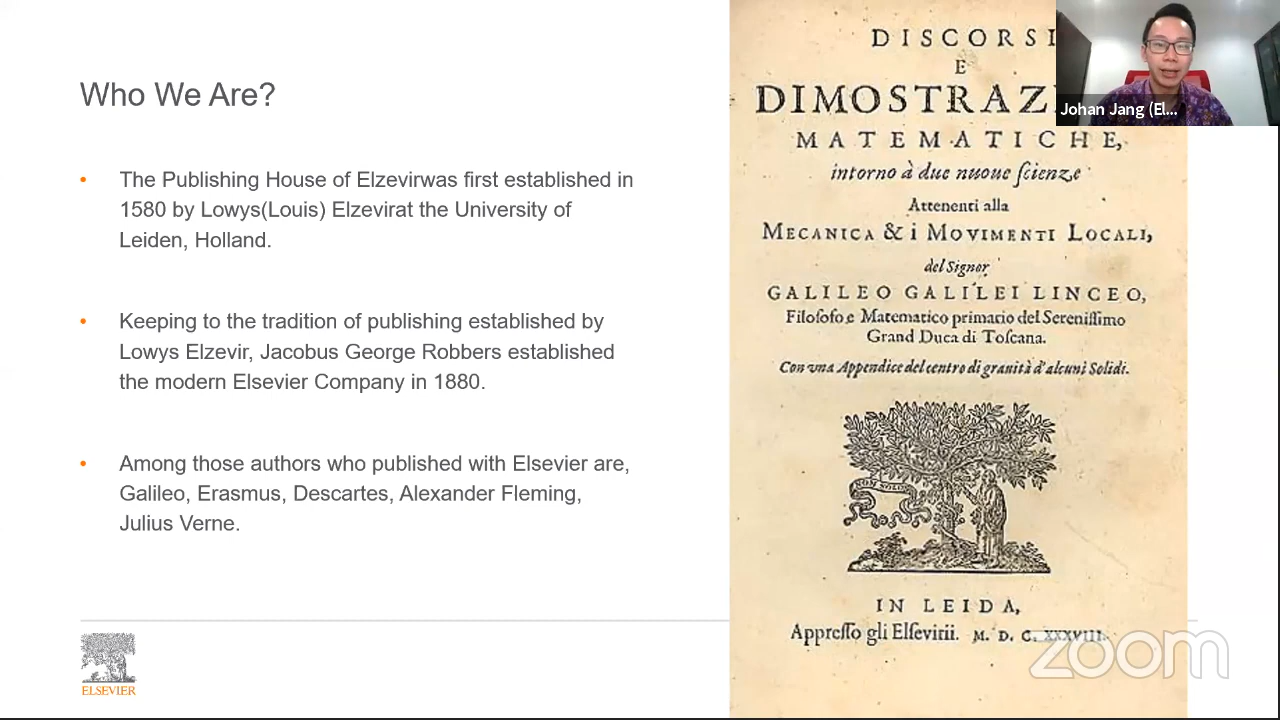 Who We Are?
• The Publishing House of Elzevirwas first established in
1580 by Lowys(Louis) Elzevirat the University of
Leiden, Holland.
• Keeping to the tradition of publishing established by
Lowys Elzevir, Jacobus George Robbers established
the modern Elsevier Company in 1880.
• Among those authors who published with Elsevier are,
Galileo, Erasmus, Descartes, Alexander Fleming,
Julius Verne.
ELSEVIER
DISCORSI
E
DIMOSTRAZ
MATEMATICHE,
intorno à due nuoue ſcienze
Attenenti alla
MECANICA & i MOVIMENTI LOCALI,
del Signor
GALILEO GALILEI LINCEO,
Filoſofo e Matematico primario del Sereniſſimo
Grand Duca di Toſcana.
Con vna Appendice del centro di grauità d'alcuni Solidi.
NON SOLUS
IN LEIDA,
Appreſſo gli Elſevirii. M. D. C. XXXVIII.
Johan Jang (El...
zoom